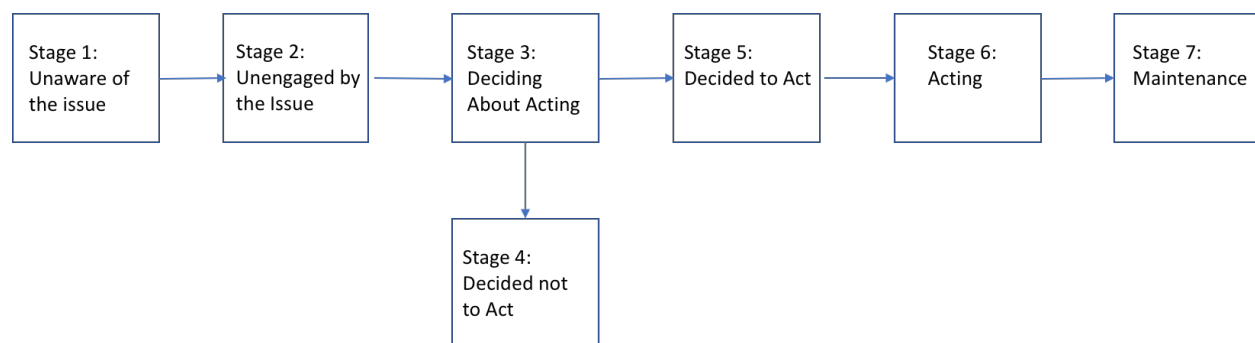 Stage 1:
Unaware of
the issue
Stage 2:
Unengaged by
the Issue
Stage 3:
Deciding
About Acting
Stage 5:
Decided to Act
Stage 6:
Acting
Stage 7:
Maintenance
Stage 4:
Decided not
to Act